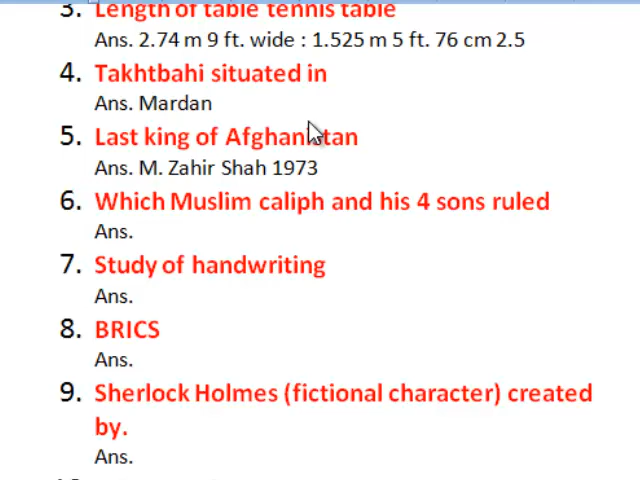 3. Length of table tennis table
Ans. 2.74 m 9 ft. wide : 1.525 m 5 ft. 76 cm 2.5
4. Takhtbahi situated in
Ans. Mardan
5. Last king of Afghanistan
Ans. M. Zahir Shah 1973
6. Which Muslim caliph and his 4 sons ruled
Ans.
7. Study of handwriting
Ans.
8. BRICS
Ans.
9. Sherlock Holmes (fictional character) created
by.
Ans.